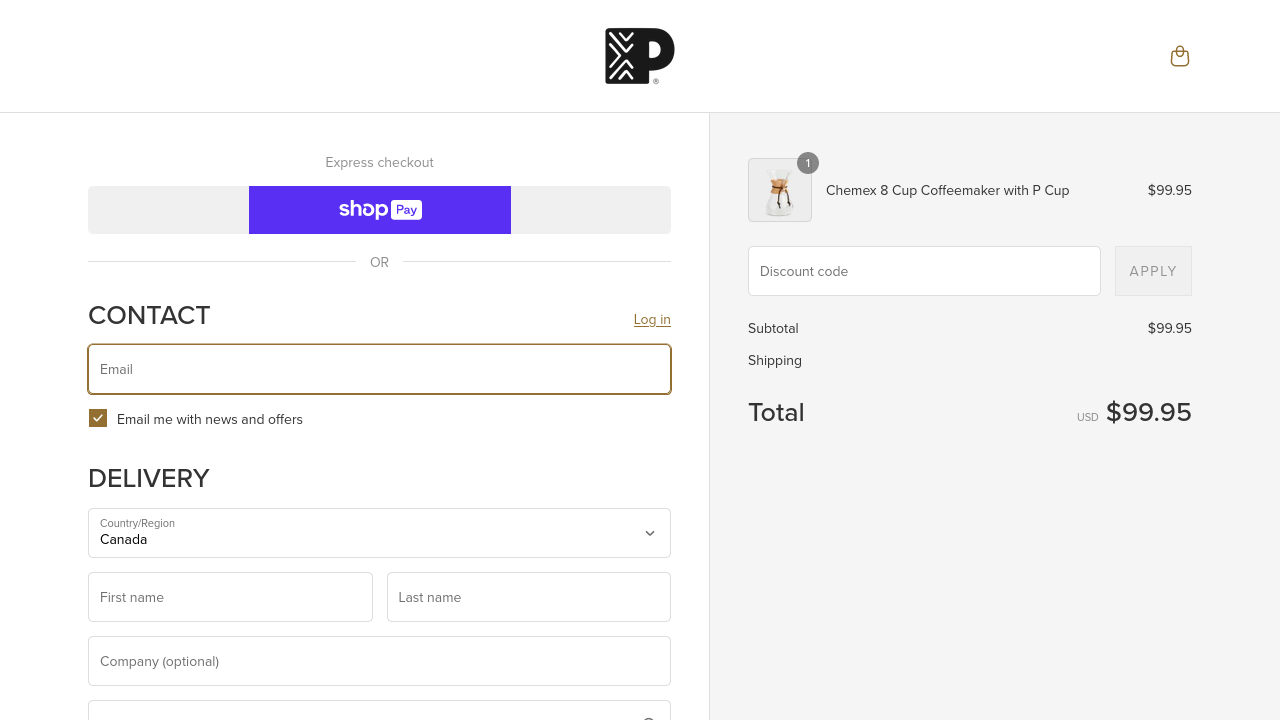 P
®
Express checkout
shop Pay
OR
CONTACT
Log in
Email
Email me with news and offers
DELIVERY
Country/Region
Canada
First name
Last name
Company (optional)
1
Chemex 8 Cup Coffeemaker with P Cup
$99.95
Discount code
APPLY
Subtotal
$99.95
Shipping
Total
USD $99.95